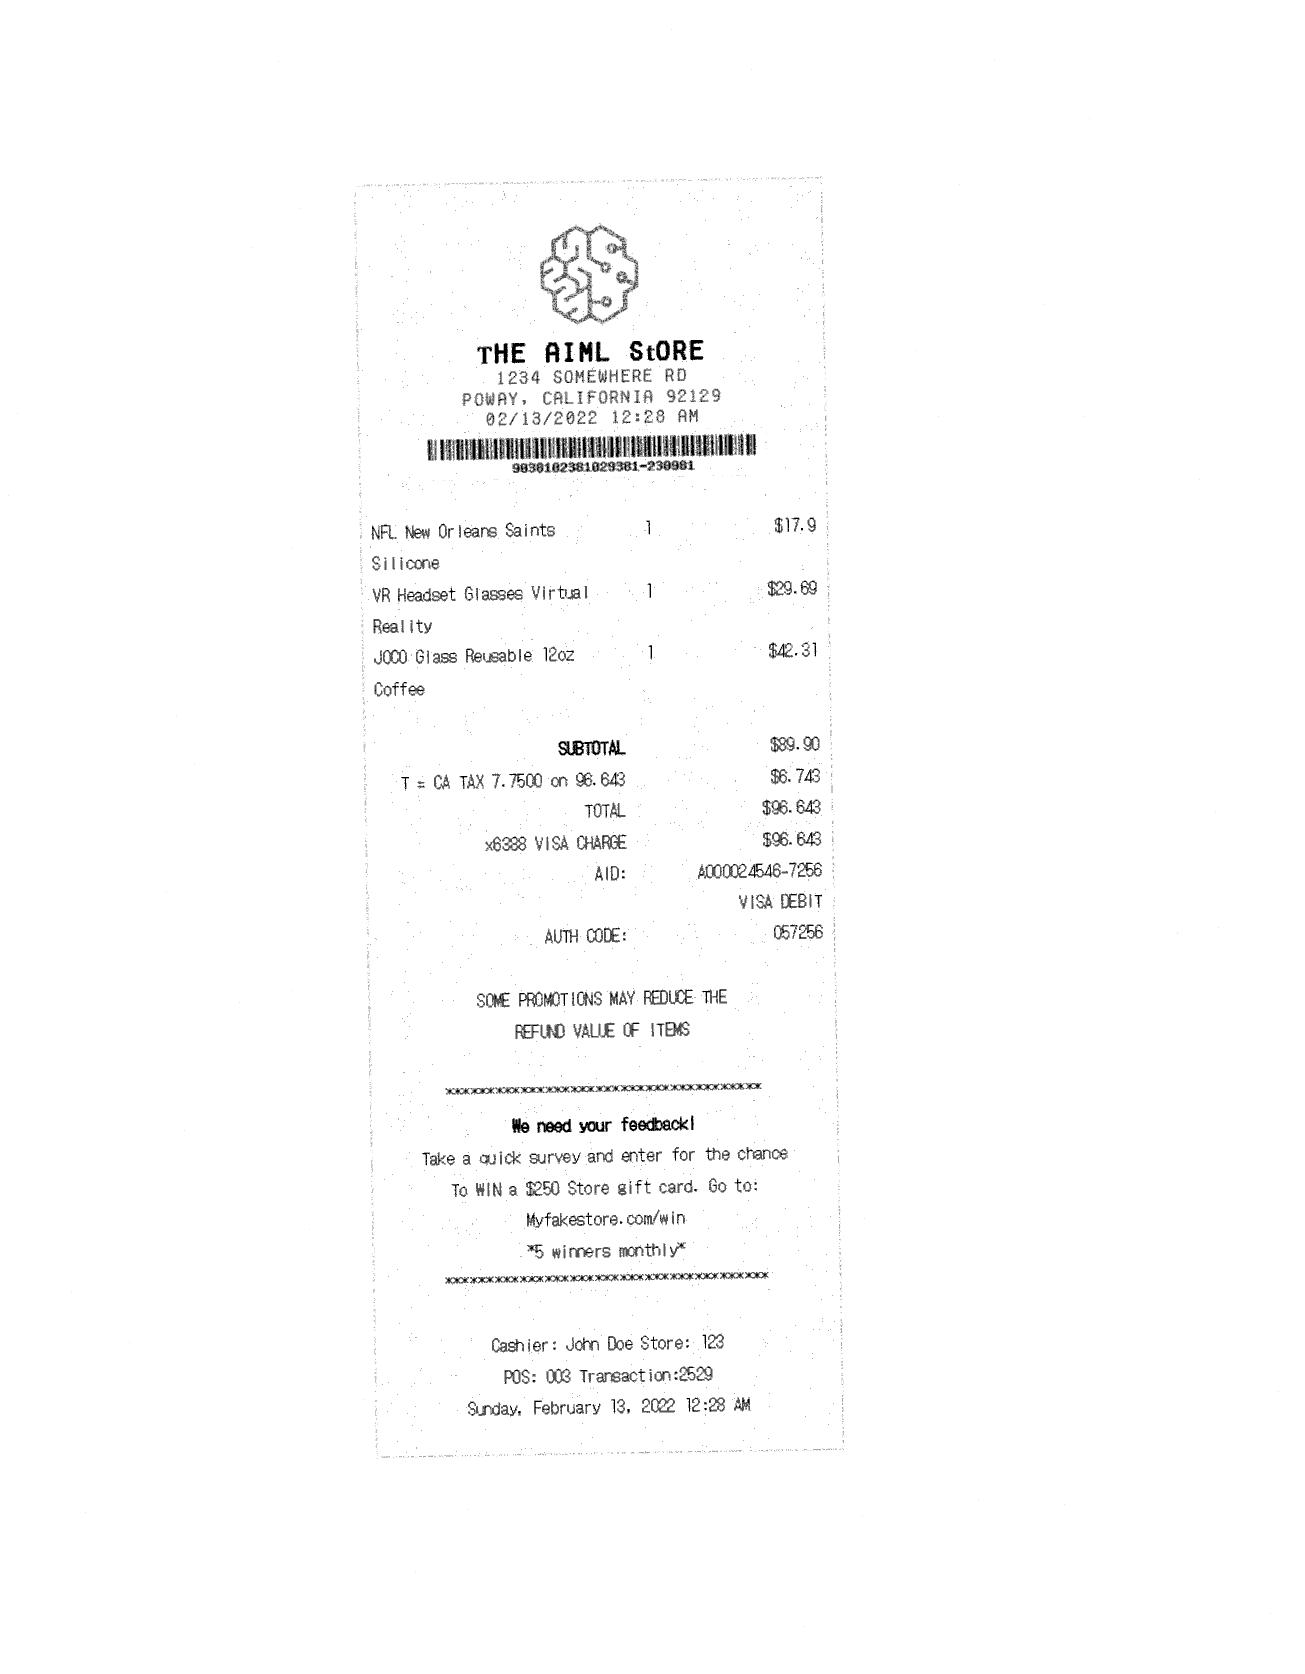 THE AIML StORE
1234 SOMEWHERE RD
POWAY, CALIFORNIA 92129
02/13/2022 12:28 AM
9038102381029381-230981
NFL New Orleans Saints 1 $17.9
Silicone
VR Headset Glasses Virtual 1 $29.69
Reality
JOCO Glass Reusable 12oz 1 $42.31
Coffee
SUBTOTAL $89.90
T = CA TAX 7.7500 on 96.643 $6.743
TOTAL $96.643
x6388 VISA CHARGE $96.643
AID: A000024546-7256
VISA DEBIT
AUTH CODE: 057256
SOME PROMOTIONS MAY REDUCE THE
REFUND VALUE OF ITEMS
***************************************
We need your feedback!
Take a quick survey and enter for the chance
To WIN a $250 Store gift card. Go to:
Myfakestore.com/win
*5 winners monthly*
****************************************
Cashier: John Doe Store: 123
POS: 003 Transaction:2529
Sunday, February 13, 2022 12:28 AM